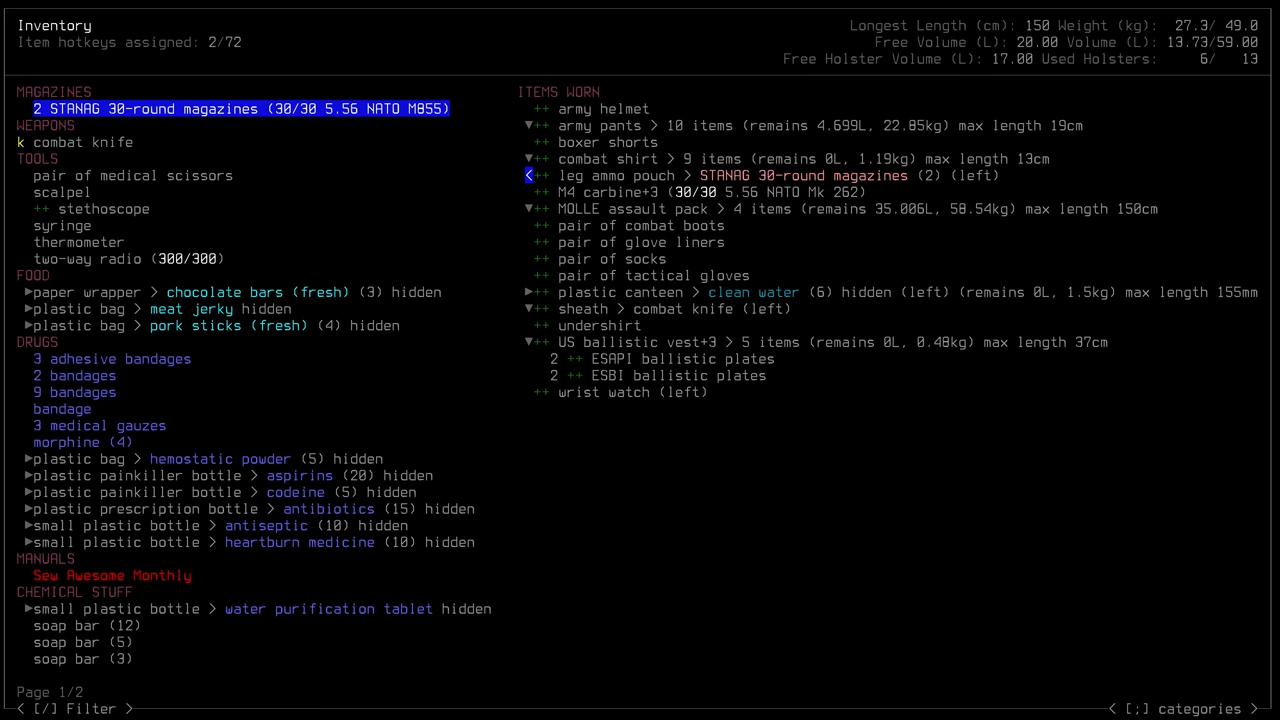 Inventory
Item hotkeys assigned: 2/72
Longest Length (cm): 150 Weight (kg): 27.3/ 49.0
Free Volume (L): 20.00 Volume (L): 13.73/59.00
Free Holster Volume (L): 17.00 Used Holsters: 6/ 13
MAGAZINES
2 STANAG 30-round magazines (30/30 5.56 NATO M855)
WEAPONS
k combat knife
TOOLS
pair of medical scissors
scalpel
++ stethoscope
syringe
thermometer
two-way radio (300/300)
FOOD
▶paper wrapper > chocolate bars (fresh) (3) hidden
▶plastic bag > meat jerky hidden
▶plastic bag > pork sticks (fresh) (4) hidden
DRUGS
3 adhesive bandages
2 bandages
9 bandages
bandage
3 medical gauzes
morphine (4)
▶plastic bag > hemostatic powder (5) hidden
▶plastic painkiller bottle > aspirins (20) hidden
▶plastic painkiller bottle > codeine (5) hidden
▶plastic prescription bottle > antibiotics (15) hidden
▶small plastic bottle > antiseptic (10) hidden
▶small plastic bottle > heartburn medicine (10) hidden
MANUALS
Sew Awesome Monthly
CHEMICAL STUFF
▶small plastic bottle > water purification tablet hidden
soap bar (12)
soap bar (5)
soap bar (3)
ITEMS WORN
++ army helmet
▼++ army pants > 10 items (remains 4.699L, 22.85kg) max length 19cm
++ boxer shorts
▼++ combat shirt > 9 items (remains 0L, 1.19kg) max length 13cm
<++ leg ammo pouch > STANAG 30-round magazines (2) (left)
++ M4 carbine+3 (30/30 5.56 NATO Mk 262)
▼++ MOLLE assault pack > 4 items (remains 35.006L, 58.54kg) max length 150cm
++ pair of combat boots
++ pair of glove liners
++ pair of socks
++ pair of tactical gloves
▶++ plastic canteen > clean water (6) hidden (left) (remains 0L, 1.5kg) max length 155mm
▼++ sheath > combat knife (left)
++ undershirt
▼++ US ballistic vest+3 > 5 items (remains 0L, 0.48kg) max length 37cm
2 ++ ESAPI ballistic plates
2 ++ ESBI ballistic plates
++ wrist watch (left)
Page 1/2
< [/] Filter >
< [;] categories >